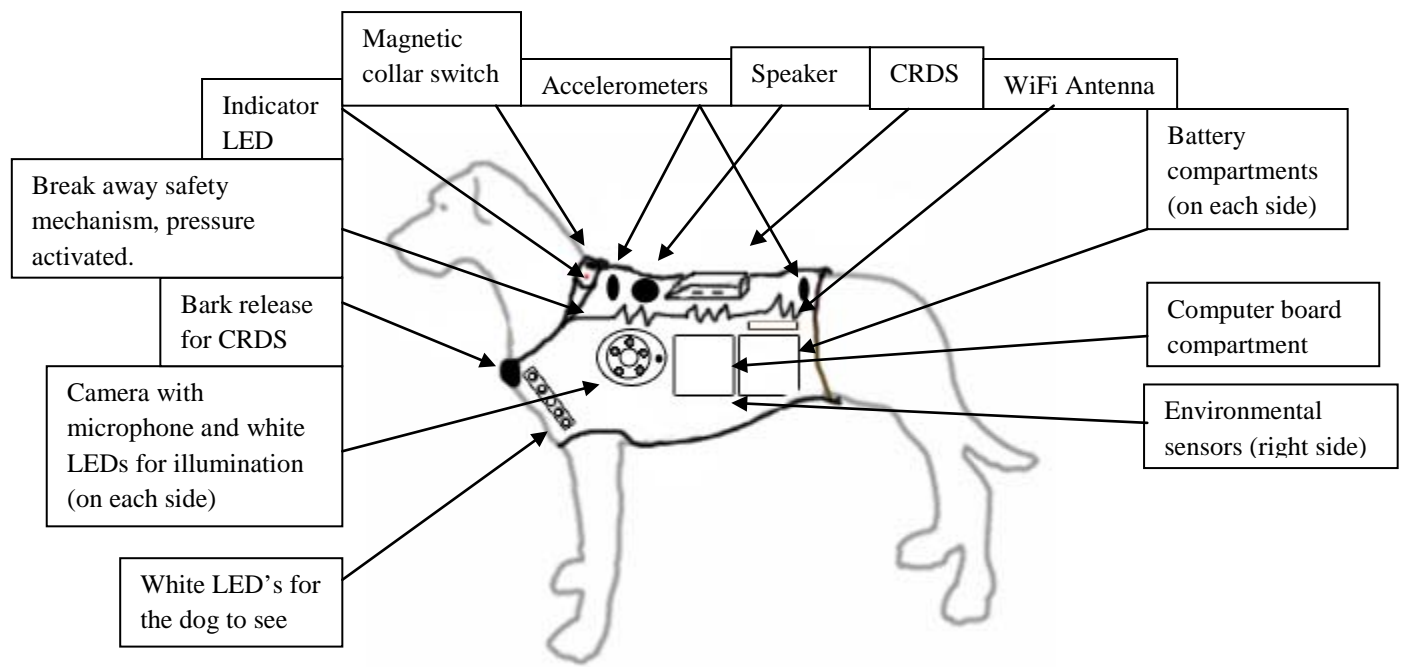 Magnetic
collar switch
Accelerometers
Speaker
CRDS
WiFi Antenna
Indicator
LED
Battery
compartments
(on each side)
Break away safety
mechanism, pressure
activated.
Bark release
for CRDS
Computer board
compartment
Camera with
microphone and white
LEDs for illumination
(on each side)
Environmental
sensors (right side)
White LED’s for
the dog to see